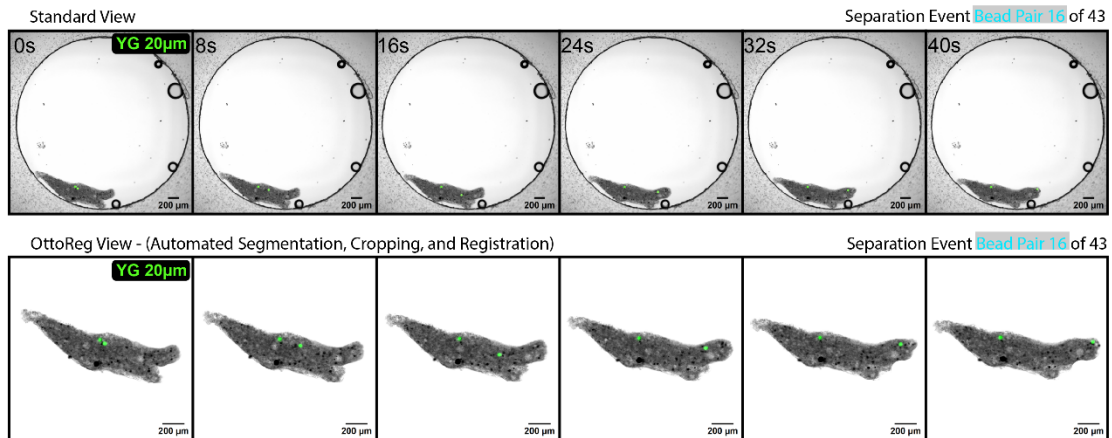 Standard View
Separation Event Bead Pair 16 of 43
0s
YG 20µm
8s
16s
24s
32s
40s
200 µm
200 µm
200 µm
200 µm
200 µm
200 µm
OttoReg View - (Automated Segmentation, Cropping, and Registration)
Separation Event Bead Pair 16 of 43
YG 20µm
200 µm
200 µm
200 µm
200 µm
200 µm
200 µm